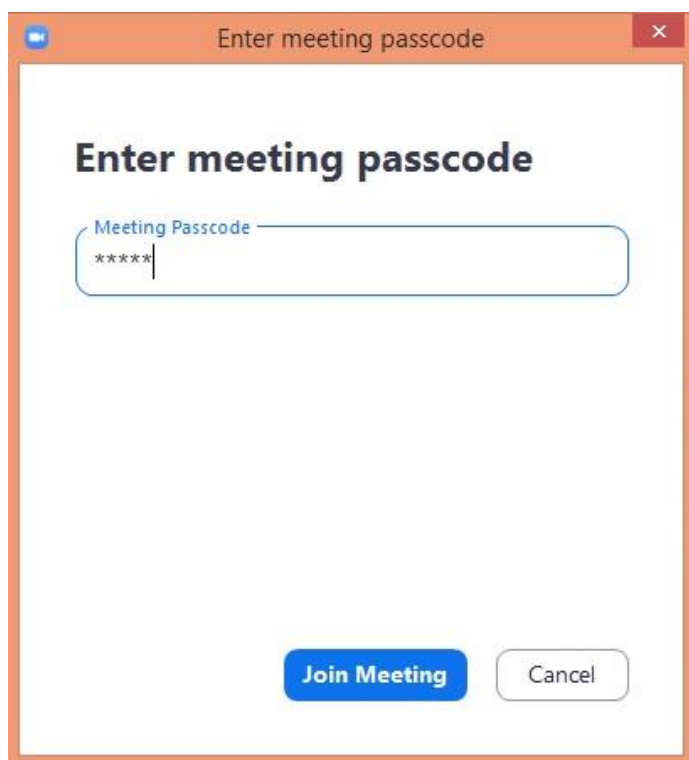 Enter meeting passcode
Enter meeting passcode
Meeting Passcode
*****
Join Meeting
Cancel